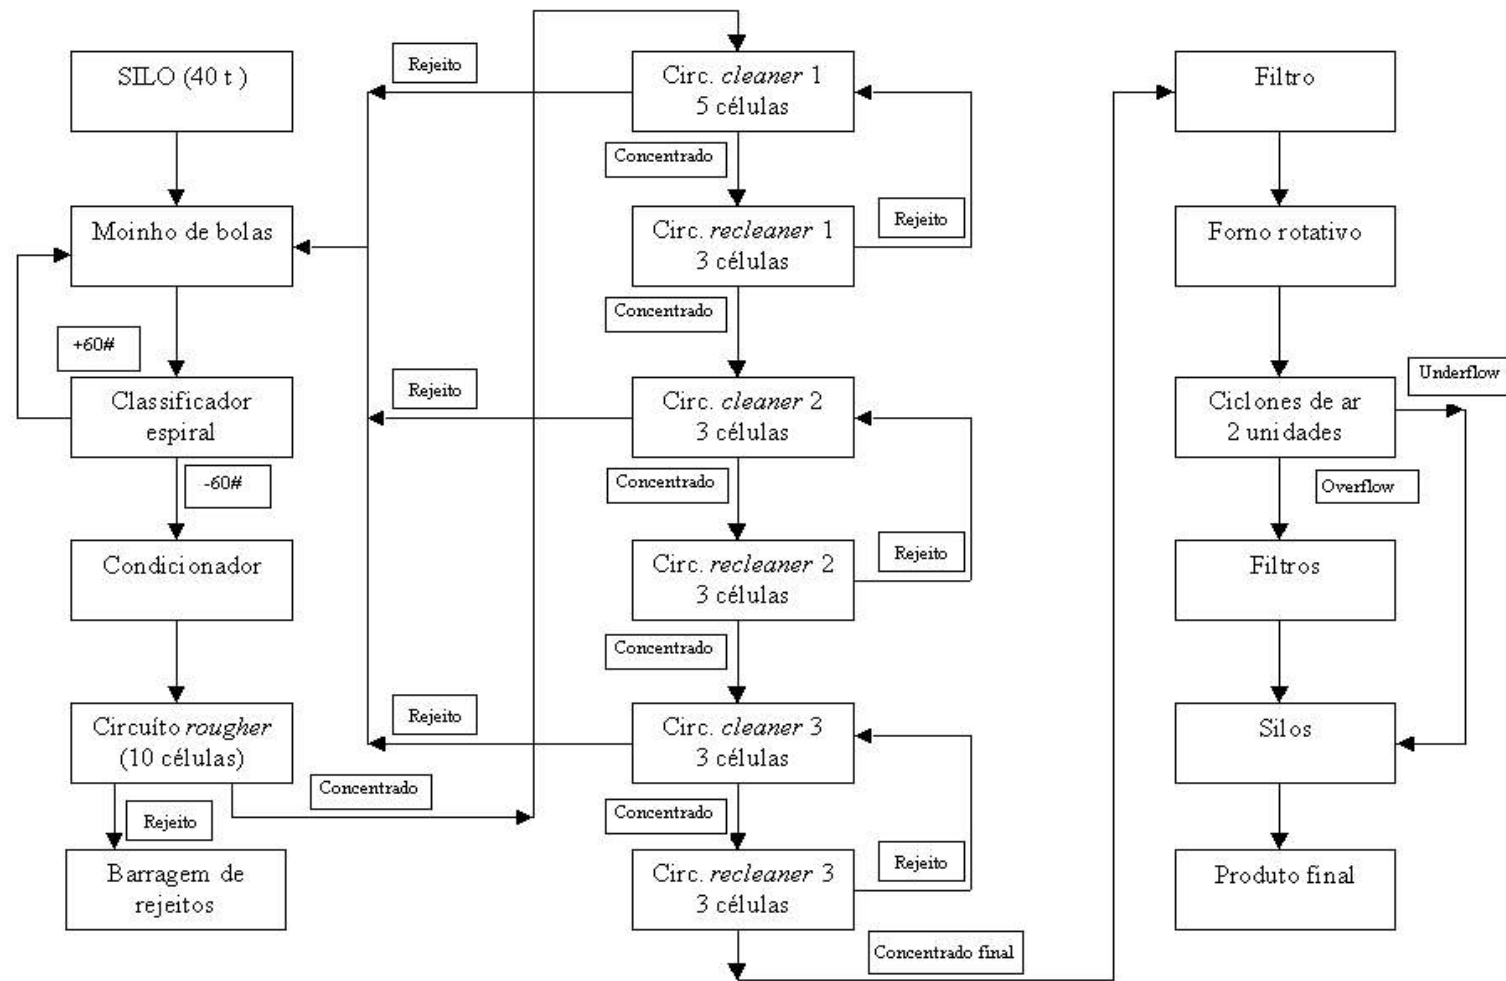 SILO (40 t )
Moinho de bolas
+60#
Classificador
espiral
-60#
Condicionador
Circuíto rougher
(10 células)
Concentrado
Rejeito
Barragem de
rejeitos
Rejeito
Circ. cleaner 1
5 células
Concentrado
Circ. recleaner 1
3 células
Rejeito
Concentrado
Rejeito
Circ. cleaner 2
3 células
Concentrado
Circ. recleaner 2
3 células
Rejeito
Concentrado
Rejeito
Circ. cleaner 3
3 células
Concentrado
Circ. recleaner 3
3 células
Rejeito
Concentrado final
Filtro
Forno rotativo
Underflow
Ciclones de ar
2 unidades
Overflow
Filtros
Silos
Produto final